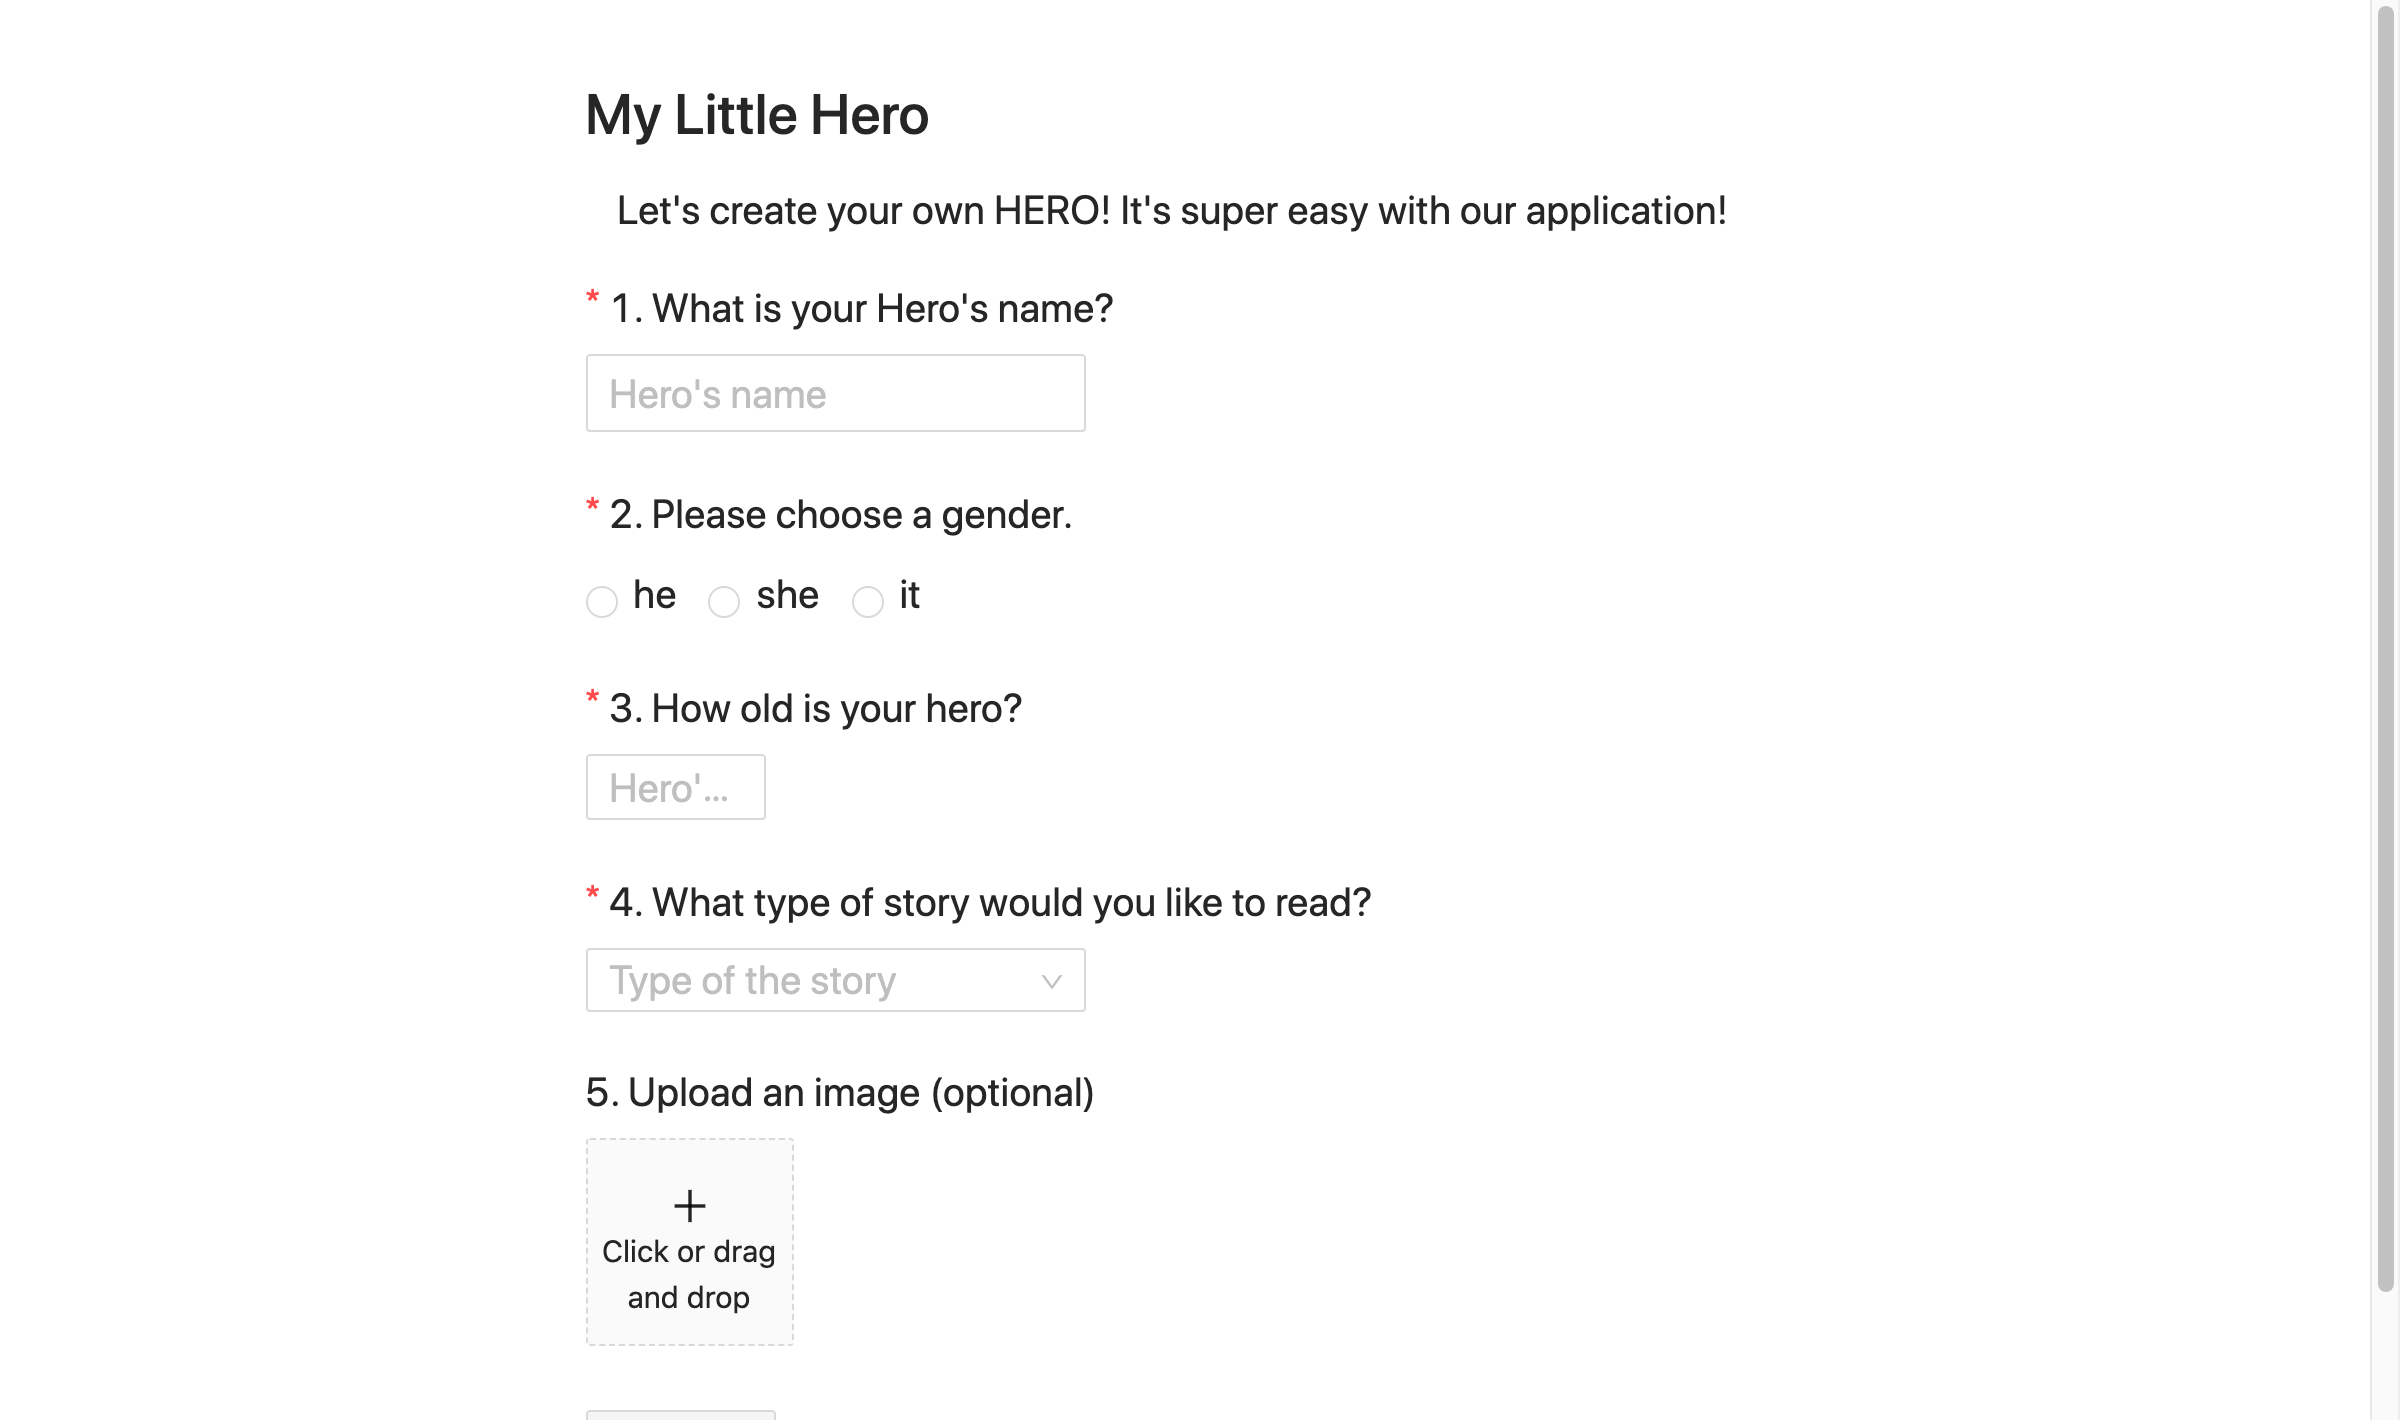 My Little Hero
Let's create your own HERO! It's super easy with our application!
* 1. What is your Hero's name?
Hero's name
* 2. Please choose a gender.
he she it
* 3. How old is your hero?
Hero'...
* 4. What type of story would you like to read?
Type of the story
5. Upload an image (optional)
Click or drag
and drop